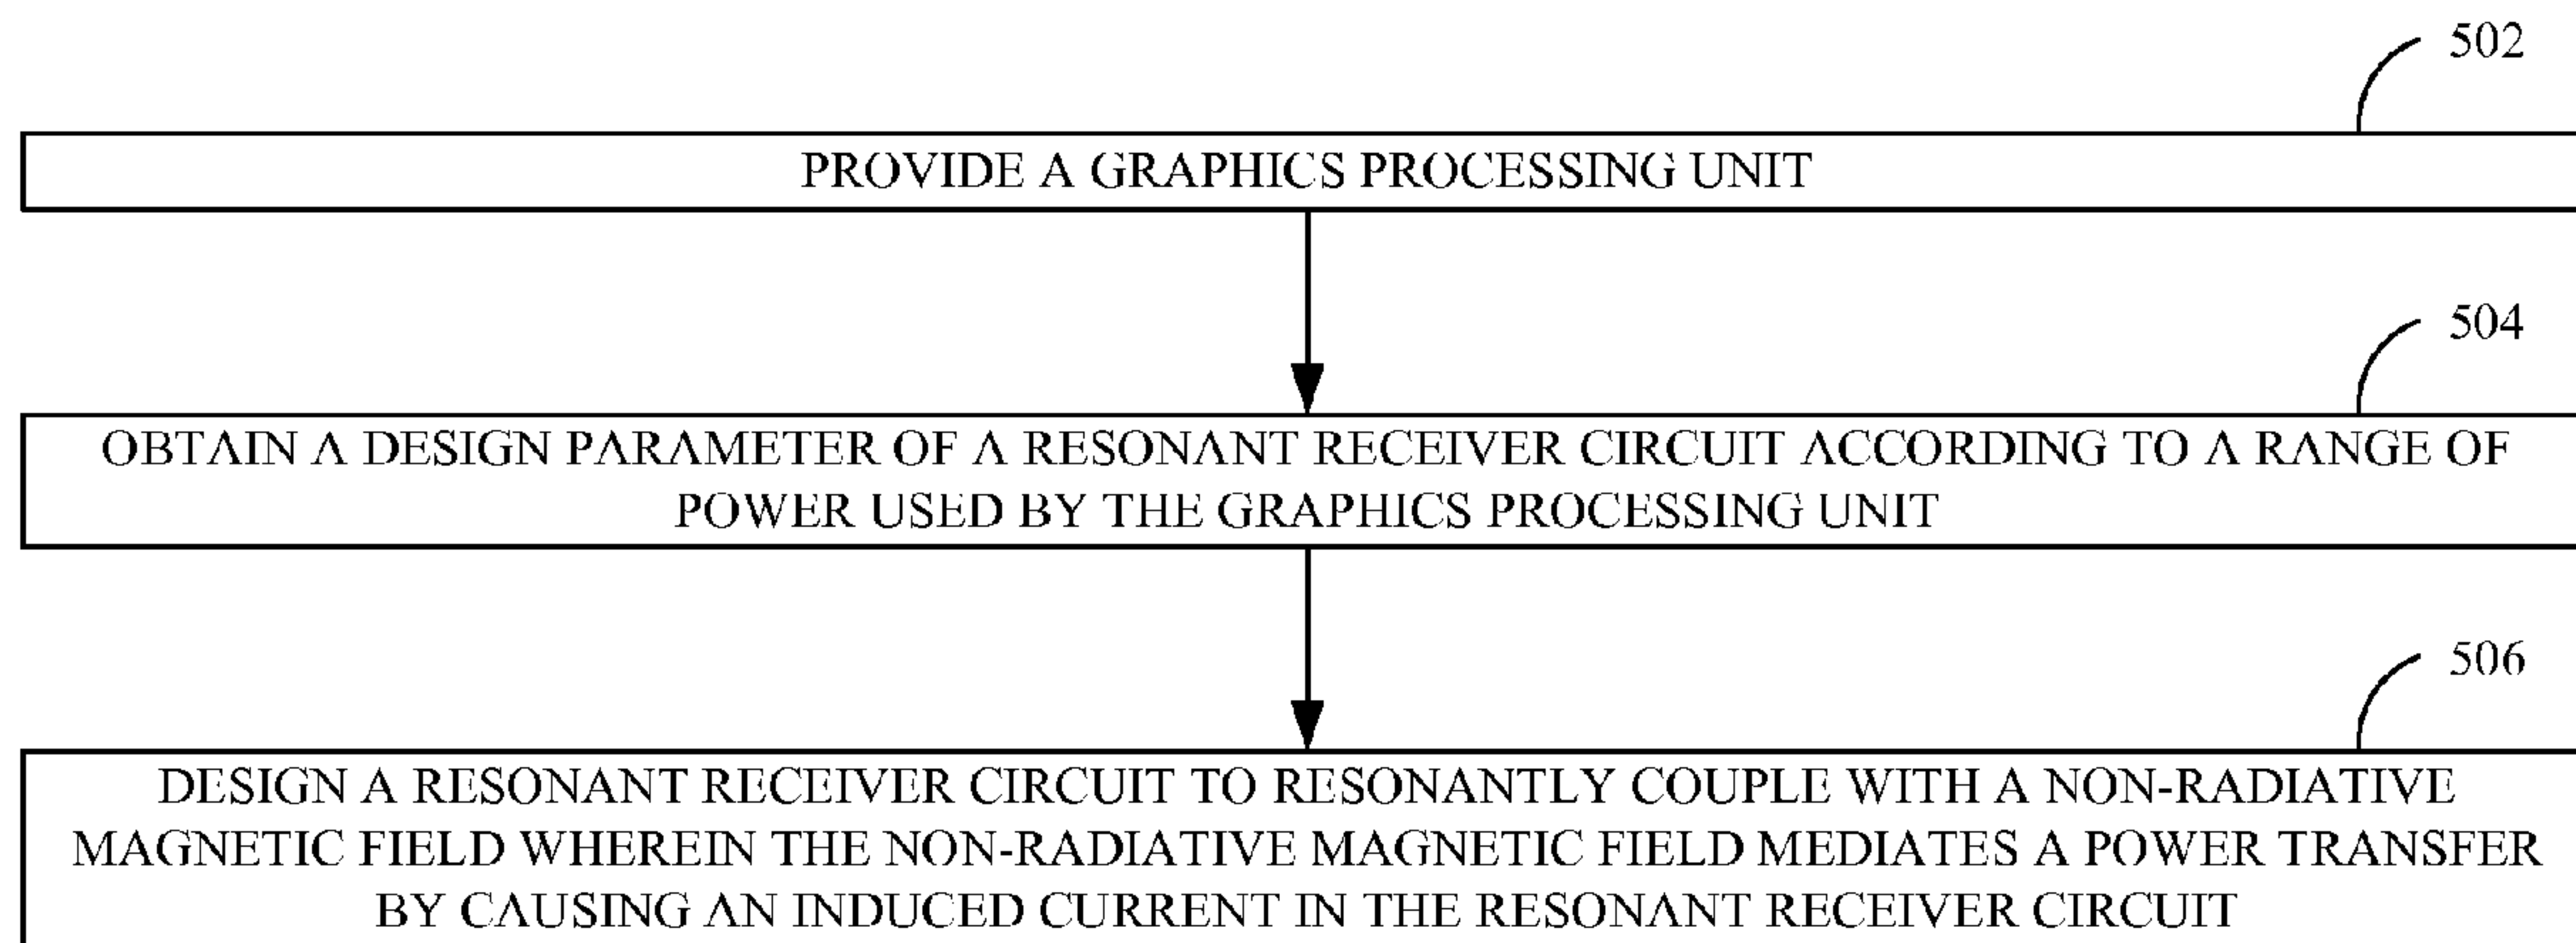 502
PROVIDE A GRAPHICS PROCESSING UNIT
504
OBTAIN A DESIGN PARAMETER OF A RESONANT RECEIVER CIRCUIT ACCORDING TO A RANGE OF
POWER USED BY THE GRAPHICS PROCESSING UNIT
506
DESIGN A RESONANT RECEIVER CIRCUIT TO RESONANTLY COUPLE WITH A NON-RADIATIVE
MAGNETIC FIELD WHEREIN THE NON-RADIATIVE MAGNETIC FIELD MEDIATES A POWER TRANSFER
BY CAUSING AN INDUCED CURRENT IN THE RESONANT RECEIVER CIRCUIT